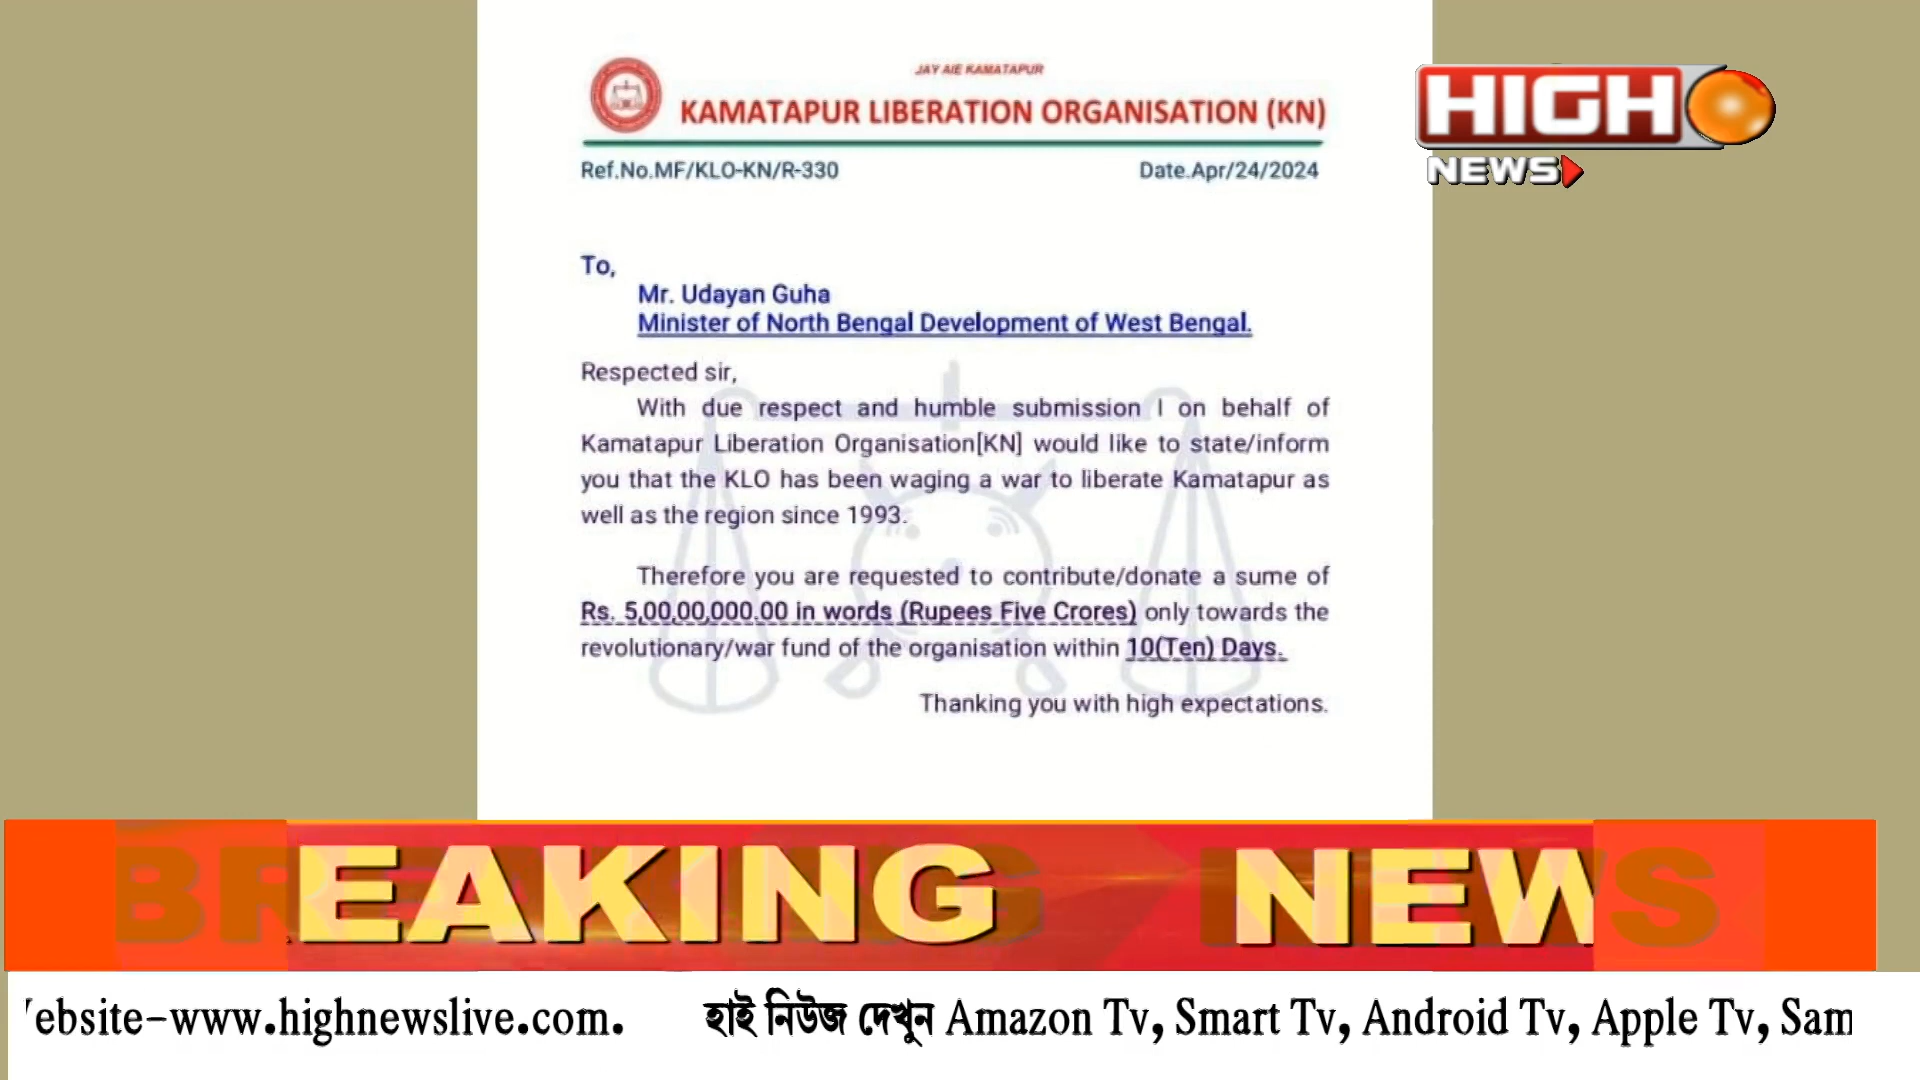 JAY AIE KAMATAPUR
KAMATAPUR LIBERATION ORGANISATION (KN)
Ref.No.MF/KLO-KN/R-330
Date.Apr/24/2024
HIGH
NEWS
To,
Mr. Udayan Guha
Minister of North Bengal Development of West Bengal.
Respected sir,
With due respect and humble submission I on behalf of
Kamatapur Liberation Organisation[KN] would like to state/inform
you that the KLO has been waging a war to liberate Kamatapur as
well as the region since 1993.
Therefore you are requested to contribute/donate a sume of
Rs. 5,00,00,000.00 in words (Rupees Five Crores) only towards the
revolutionary/war fund of the organisation within 10(Ten) Days.
Thanking you with high expectations.
BREAKING NEWS
ebsite-www.highnewslive.com. হাই নিউজ দেখুন Amazon Tv, Smart Tv, Android Tv, Apple Tv, Sam